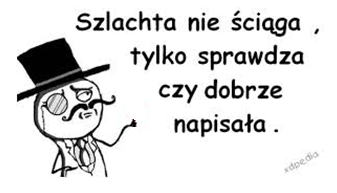 Szlachta nie ściąga ,
tylko sprawdza
czy dobrze
napisała .
xdpedia